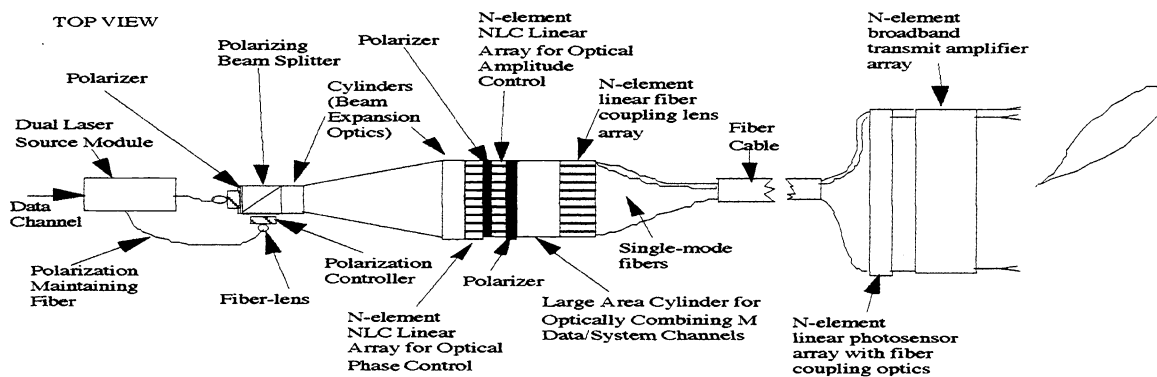 TOP VIEW
Polarizer
Polarizing
Beam Splitter
Dual Laser
Source Module
Data
Channel
Polarization
Maintaining
Fiber
Fiber-lens
Polarization
Controller
Cylinders
(Beam
Expansion
Optics)
Polarizer
N-element
NLC Linear
Array for Optical
Amplitude
Control
N-element
linear fiber
coupling lens
array
N-element
NLC Linear
Array for Optical
Phase Control
Polarizer
Large Area Cylinder for
Optically Combining M
Data/System Channels
Single-mode
fibers
Fiber
Cable
N-element
broadband
transmit amplifier
array
N-element
linear photosensor
array with fiber
coupling optics